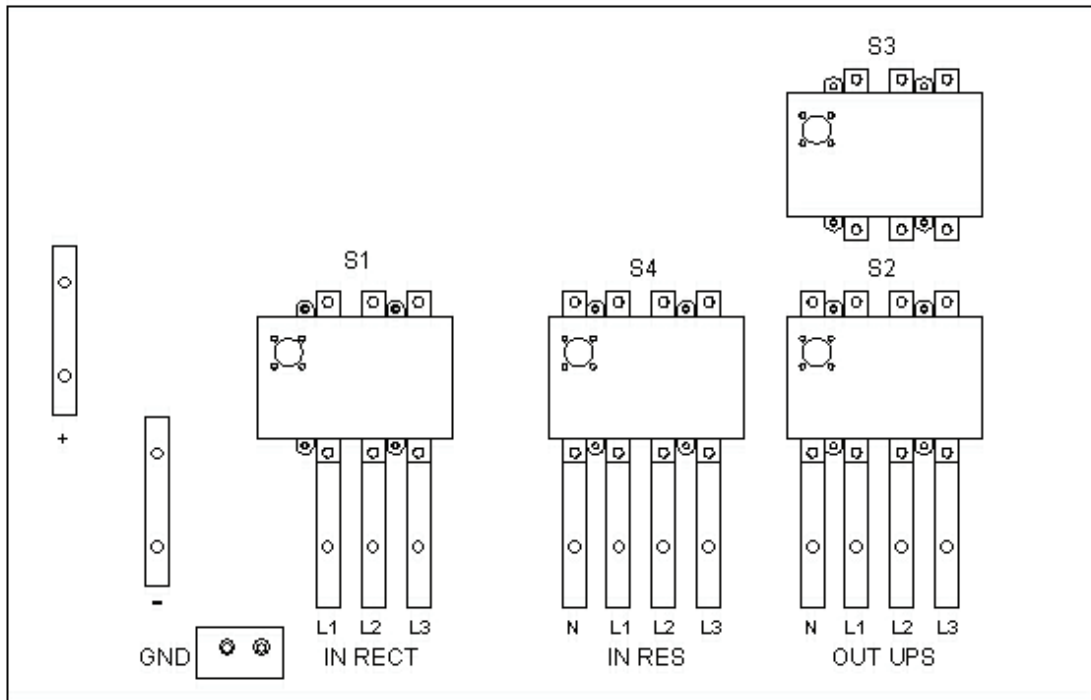 S3
S1
S4
S2
+
-
L1 L2 L3
N L1 L2 L3
N L1 L2 L3
GND
IN RECT
IN RES
OUT UPS